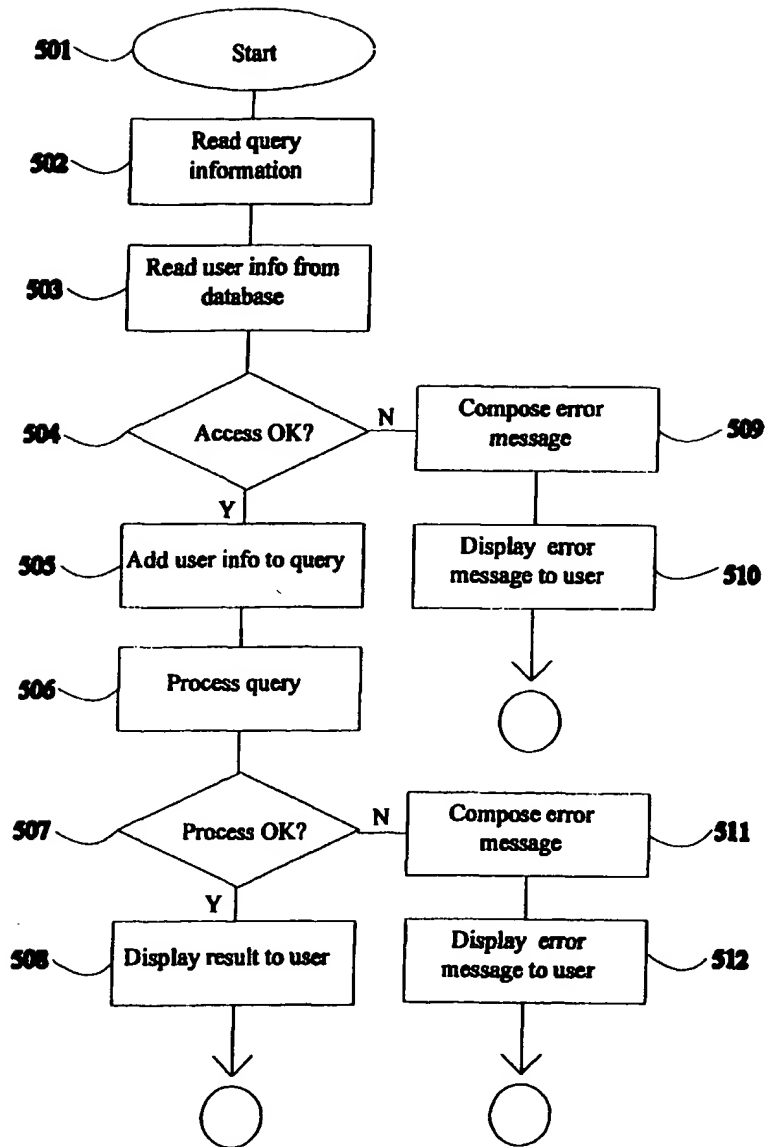 501
Start
502
Read query
information
503
Read user info from
database
504
Access OK?
N
Compose error
message
509
Y
505
Add user info to query
Display error
message to user
510
506
Process query
507
Process OK?
N
Compose error
message
511
Y
508
Display result to user
Display error
message to user
512